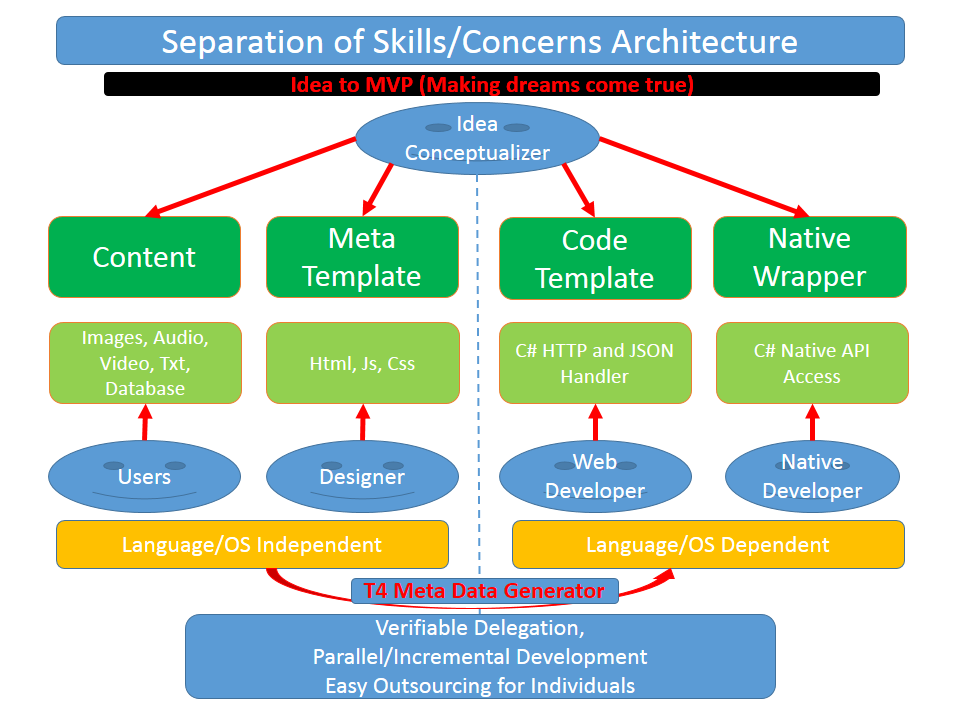 Separation of Skills/Concerns Architecture
Idea to MVP (Making dreams come true)
Idea
Conceptualizer
Content
Meta
Template
Code
Template
Native
Wrapper
Images, Audio,
Video, Txt,
Database
Html, Js, Css
C# HTTP and JSON
Handler
C# Native API
Access
Users
Designer
Web
Developer
Native
Developer
Language/OS Independent
Language/OS Dependent
T4 Meta Data Generator
Verifiable Delegation,
Parallel/Incremental Development
Easy Outsourcing for Individuals